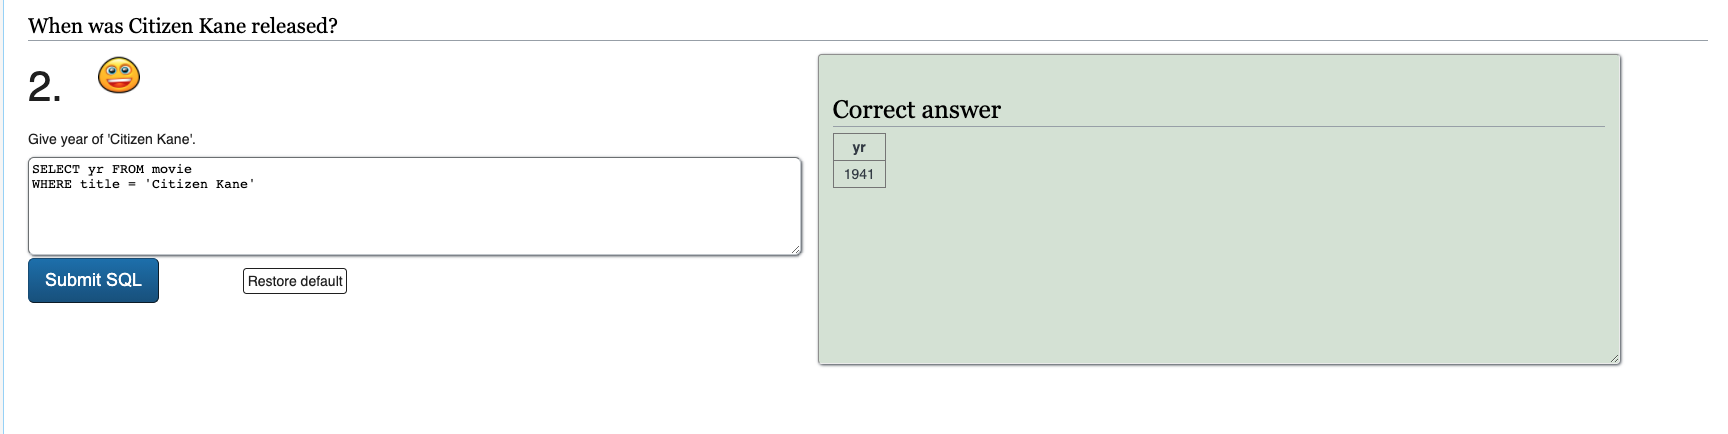 When was Citizen Kane released?
2.
Give year of 'Citizen Kane'.
SELECT yr FROM movie
WHERE title = 'Citizen Kane'
Submit SQL
Restore default
Correct answer
yr
1941